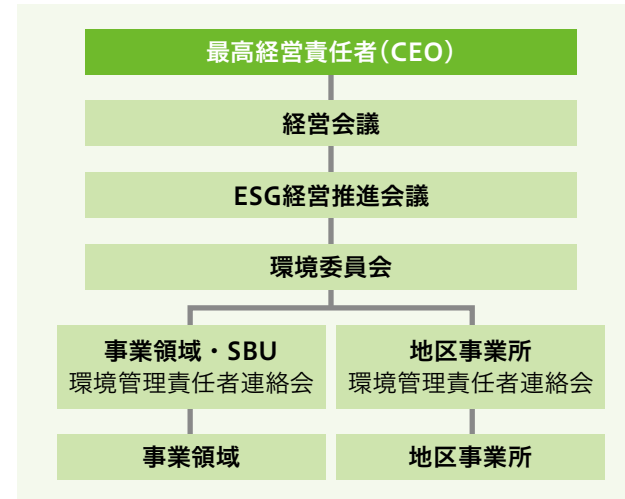 最高経営責任者（CEO）
経営会議
ESG経営推進会議
環境委員会
事業領域・SBU
環境管理責任者連絡会
地区事業所
環境管理責任者連絡会
事業領域
地区事業所